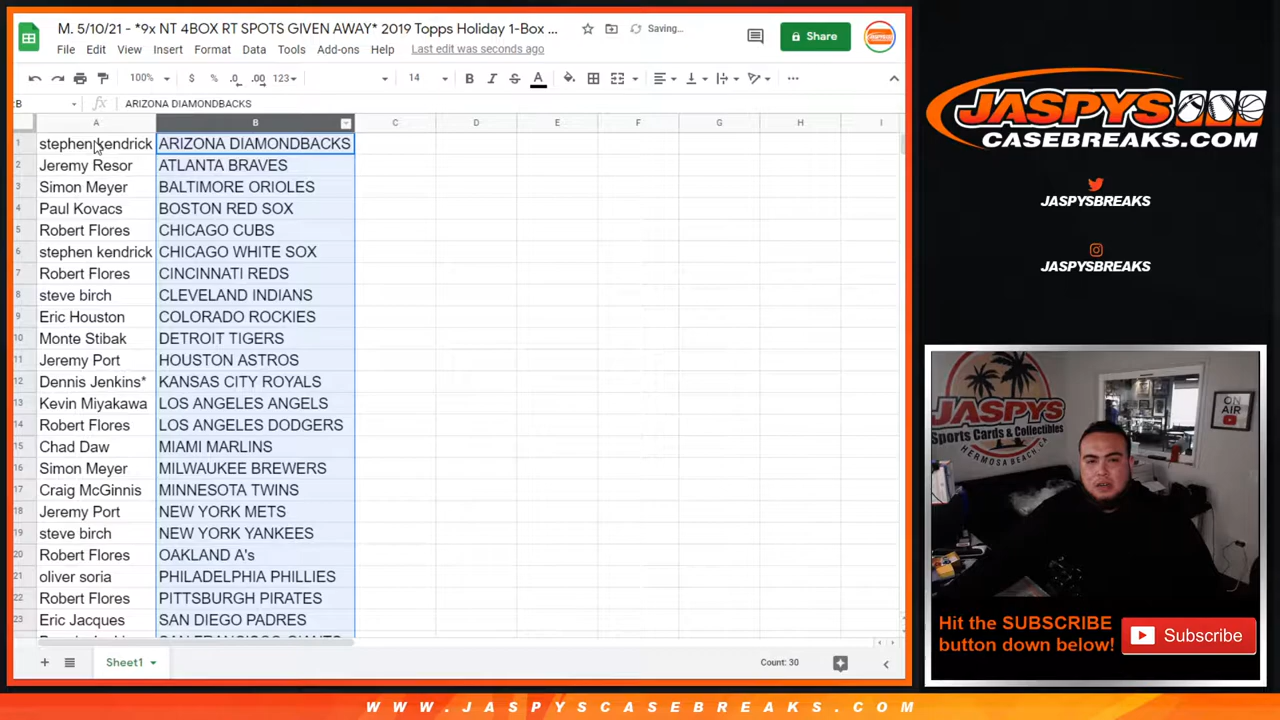 M. 5/10/21 - *9x NT 4BOX RT SPOTS GIVEN AWAY* 2019 Topps Holiday 1-Box ...
Saving...
File Edit View Insert Format Data Tools Add-ons Help Last edit was seconds ago
Share
100% $ % .0 .00 123 14 B I S A
ARIZONA DIAMONDBACKS
A B C D E F G H I
1 stephen kendrick ARIZONA DIAMONDBACKS
2 Jeremy Resor ATLANTA BRAVES
3 Simon Meyer BALTIMORE ORIOLES
4 Paul Kovacs BOSTON RED SOX
5 Robert Flores CHICAGO CUBS
6 stephen kendrick CHICAGO WHITE SOX
7 Robert Flores CINCINNATI REDS
8 steve birch CLEVELAND INDIANS
9 Eric Houston COLORADO ROCKIES
10 Monte Stibak DETROIT TIGERS
11 Jeremy Port HOUSTON ASTROS
12 Dennis Jenkins* KANSAS CITY ROYALS
13 Kevin Miyakawa LOS ANGELES ANGELS
14 Robert Flores LOS ANGELES DODGERS
15 Chad Daw MIAMI MARLINS
16 Simon Meyer MILWAUKEE BREWERS
17 Craig McGinnis MINNESOTA TWINS
18 Jeremy Port NEW YORK METS
19 steve birch NEW YORK YANKEES
20 Robert Flores OAKLAND A's
21 oliver soria PHILADELPHIA PHILLIES
22 Robert Flores PITTSBURGH PIRATES
23 Eric Jacques SAN DIEGO PADRES
SAN FRANCISCO GIANTS
Sheet1
Count: 30
JASPYS
CASEBREAKS.COM
JASPYSBREAKS
JASPYSBREAKS
JASPYS
Sports Cards & Collectibles
HERMOSA BEACH, CA
ON AIR
Hit the SUBSCRIBE
button down below!
Subscribe
WWW.JASPYSCASEBREAKS.COM